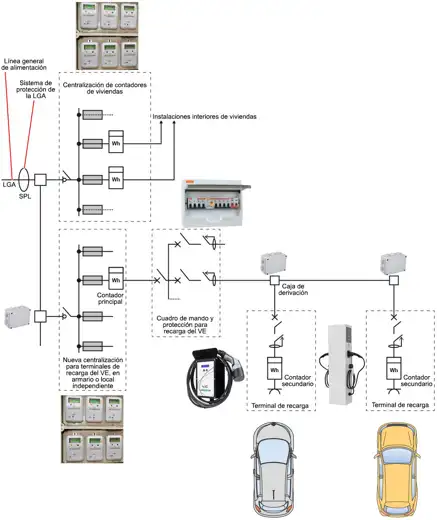 Línea general
de alimentación
Sistema de
protección de
la LGA
Centralización de contadores
de viviendas
Instalaciones interiores de viviendas
Wh
Wh
LGA
SPL
Wh
Contador
principal
Cuadro de mando y
protección para
recarga del VE
Caja de
derivación
Nueva centralización
para terminales de
recarga del VE, en
armario o local
independiente
Wh
Contador
secundario
Terminal de recarga
Wh
Contador
secundario
Terminal de recarga